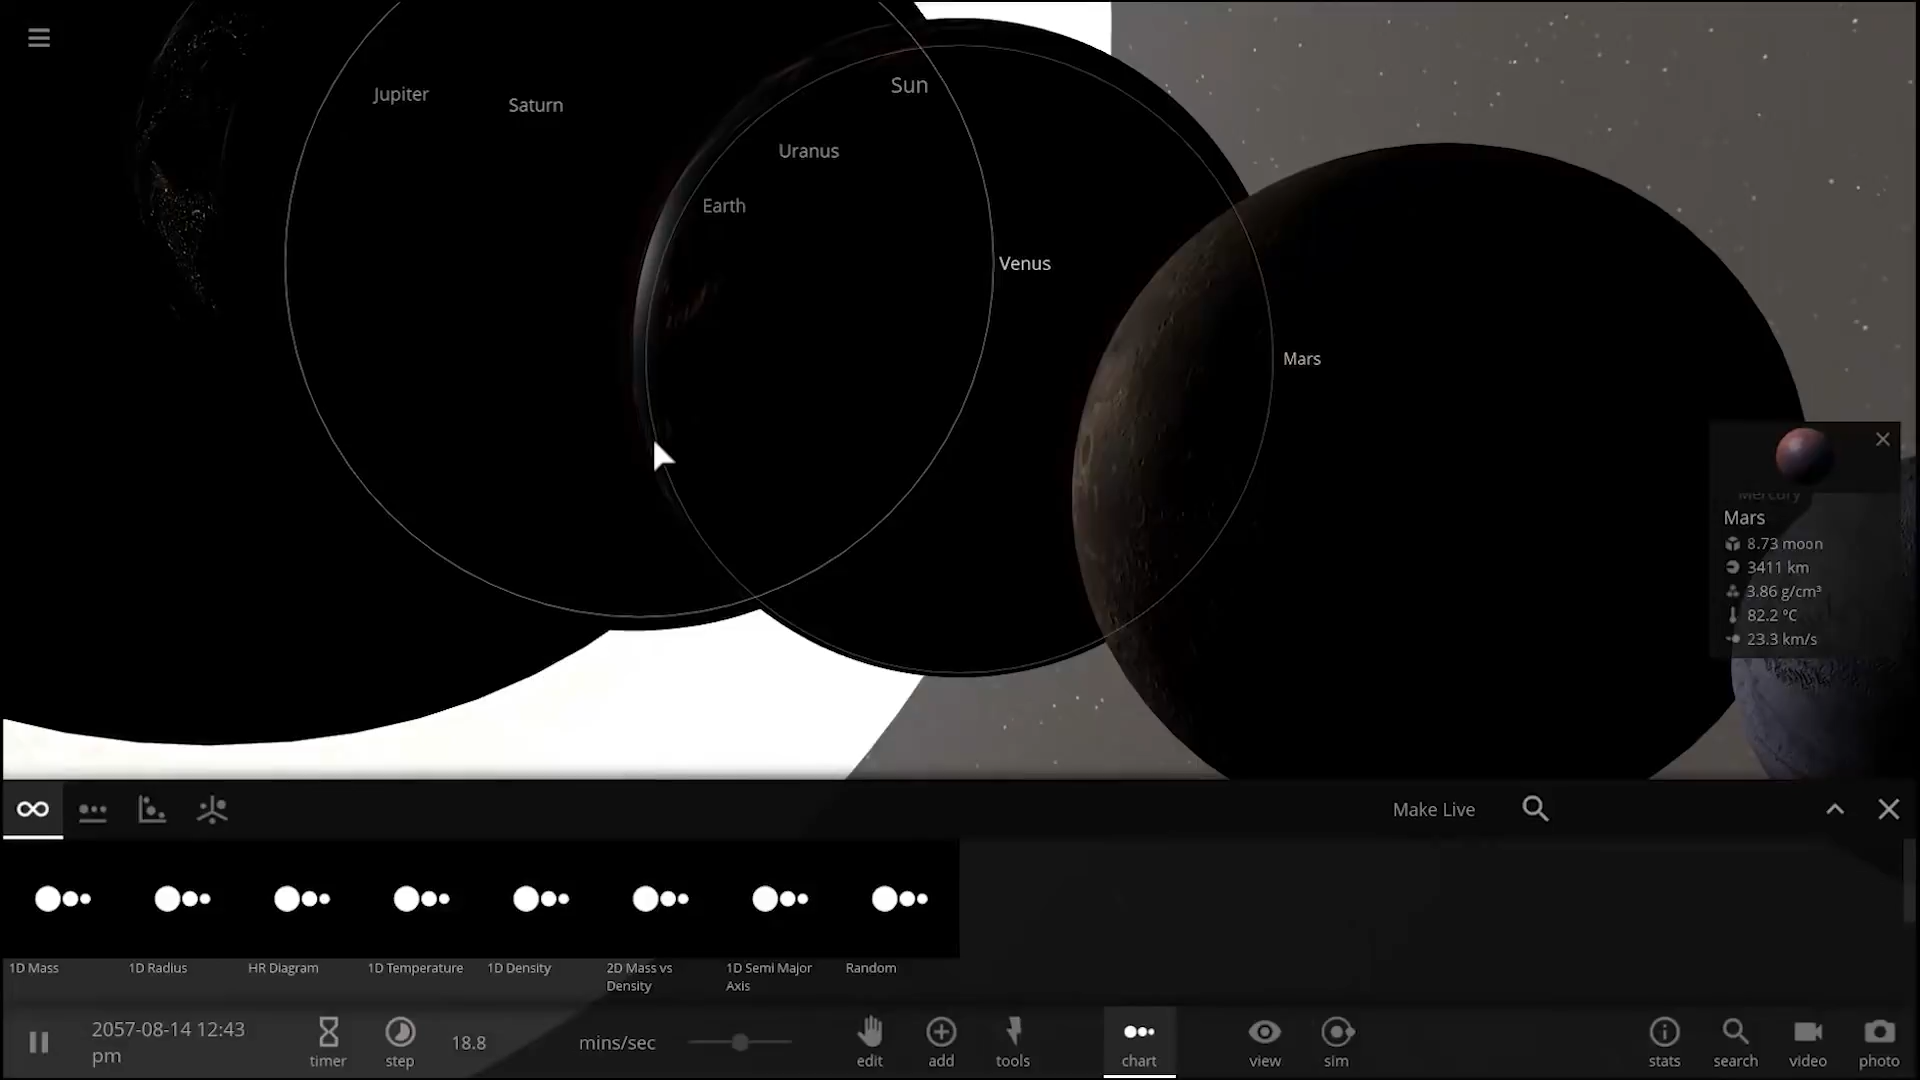 Jupiter
Saturn
Sun
Uranus
Earth
Venus
Mars
Mercury
Mars
8.73 moon
3411 km
3.86 g/cm³
82.2 °C
23.3 km/s
Make Live
1D Mass
1D Radius
HR Diagram
1D Temperature
1D Density
2D Mass vs
Density
1D Semi Major
Axis
Random
2057-08-14 12:43
pm
timer
step
18.8
mins/sec
edit
add
tools
chart
view
sim
stats
search
video
photo